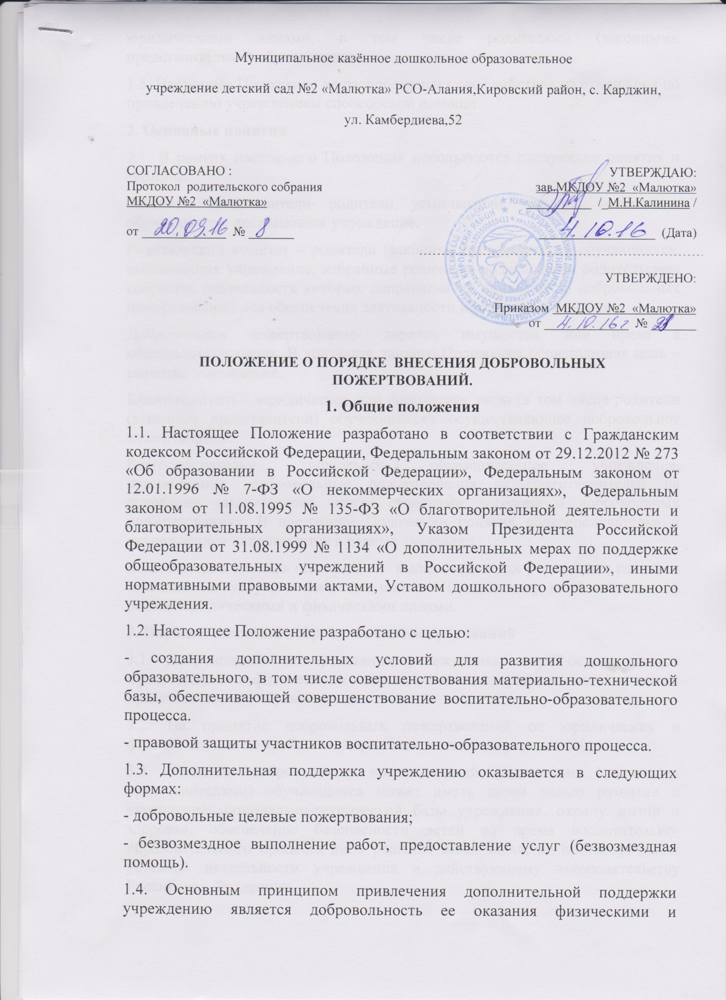 Муниципальное казённое дошкольное образовательное
учреждение детский сад №2 «Малютка» РСО-Алания,Кировский район, с. Карджин,
ул. Камбердиева,52
СОГЛАСОВАНО :
Протокол родительского собрания
МКДОУ №2 «Малютка»
от 20.09.16 № 8
УТВЕРЖДАЮ:
зав.МКДОУ №2 «Малютка»
/ М.Н.Калинина /
4.10.16 (Дата)
УТВЕРЖДЕНО:
Приказом МКДОУ №2 «Малютка»
от 4.10.16г №
ПОЛОЖЕНИЕ О ПОРЯДКЕ ВНЕСЕНИЯ ДОБРОВОЛЬНЫХ
ПОЖЕРТВОВАНИЙ.
1. Общие положения
1.1. Настоящее Положение разработано в соответствии с Гражданским
кодексом Российской Федерации, Федеральным законом от 29.12.2012 № 273
«Об образовании в Российской Федерации», Федеральным законом от
12.01.1996 № 7-ФЗ «О некоммерческих организациях», Федеральным
законом от 11.08.1995 № 135-ФЗ «О благотворительной деятельности и
благотворительных организациях», Указом Президента Российской
Федерации от 31.08.1999 № 1134 «О дополнительных мерах по поддержке
общеобразовательных учреждений в Российской Федерации», иными
нормативными правовыми актами, Уставом дошкольного образовательного
учреждения.
1.2. Настоящее Положение разработано с целью:
- создания дополнительных условий для развития дошкольного
образовательного, в том числе совершенствования материально-технической
базы, обеспечивающей совершенствование воспитательно-образовательного
процесса.
- правовой защиты участников воспитательно-образовательного процесса.
1.3. Дополнительная поддержка учреждению оказывается в следующих
формах:
- добровольные целевые пожертвования;
- безвозмездное выполнение работ, предоставление услуг (безвозмездная
помощь).
1.4. Основным принципом привлечения дополнительной поддержки
учреждению является добровольность ее оказания физическими и